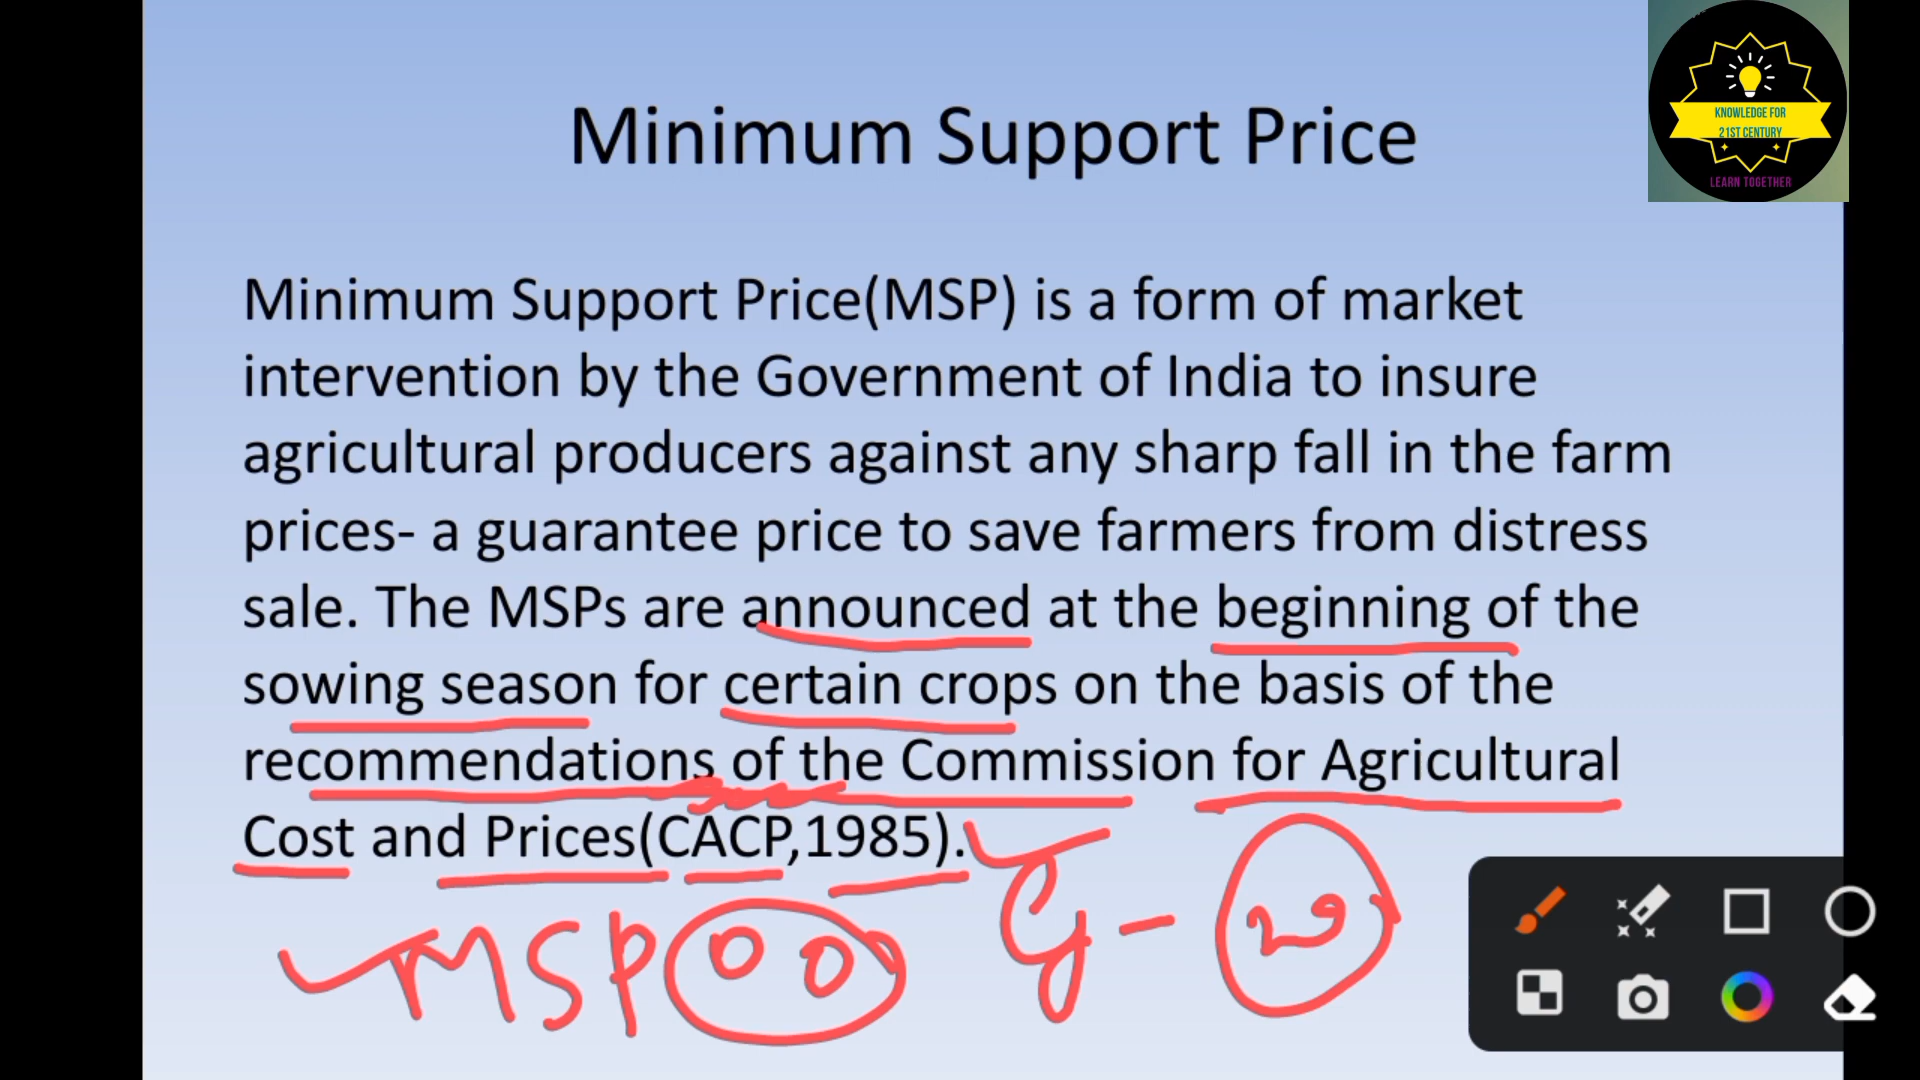 Minimum Support Price
KNOWLEDGE FOR
21ST CENTURY
LEARN TOGETHER
Minimum Support Price(MSP) is a form of market
intervention by the Government of India to insure
agricultural producers against any sharp fall in the farm
prices- a guarantee price to save farmers from distress
sale. The MSPs are announced at the beginning of the
sowing season for certain crops on the basis of the
recommendations of the Commission for Agricultural
Cost and Prices(CACP,1985).
MSP